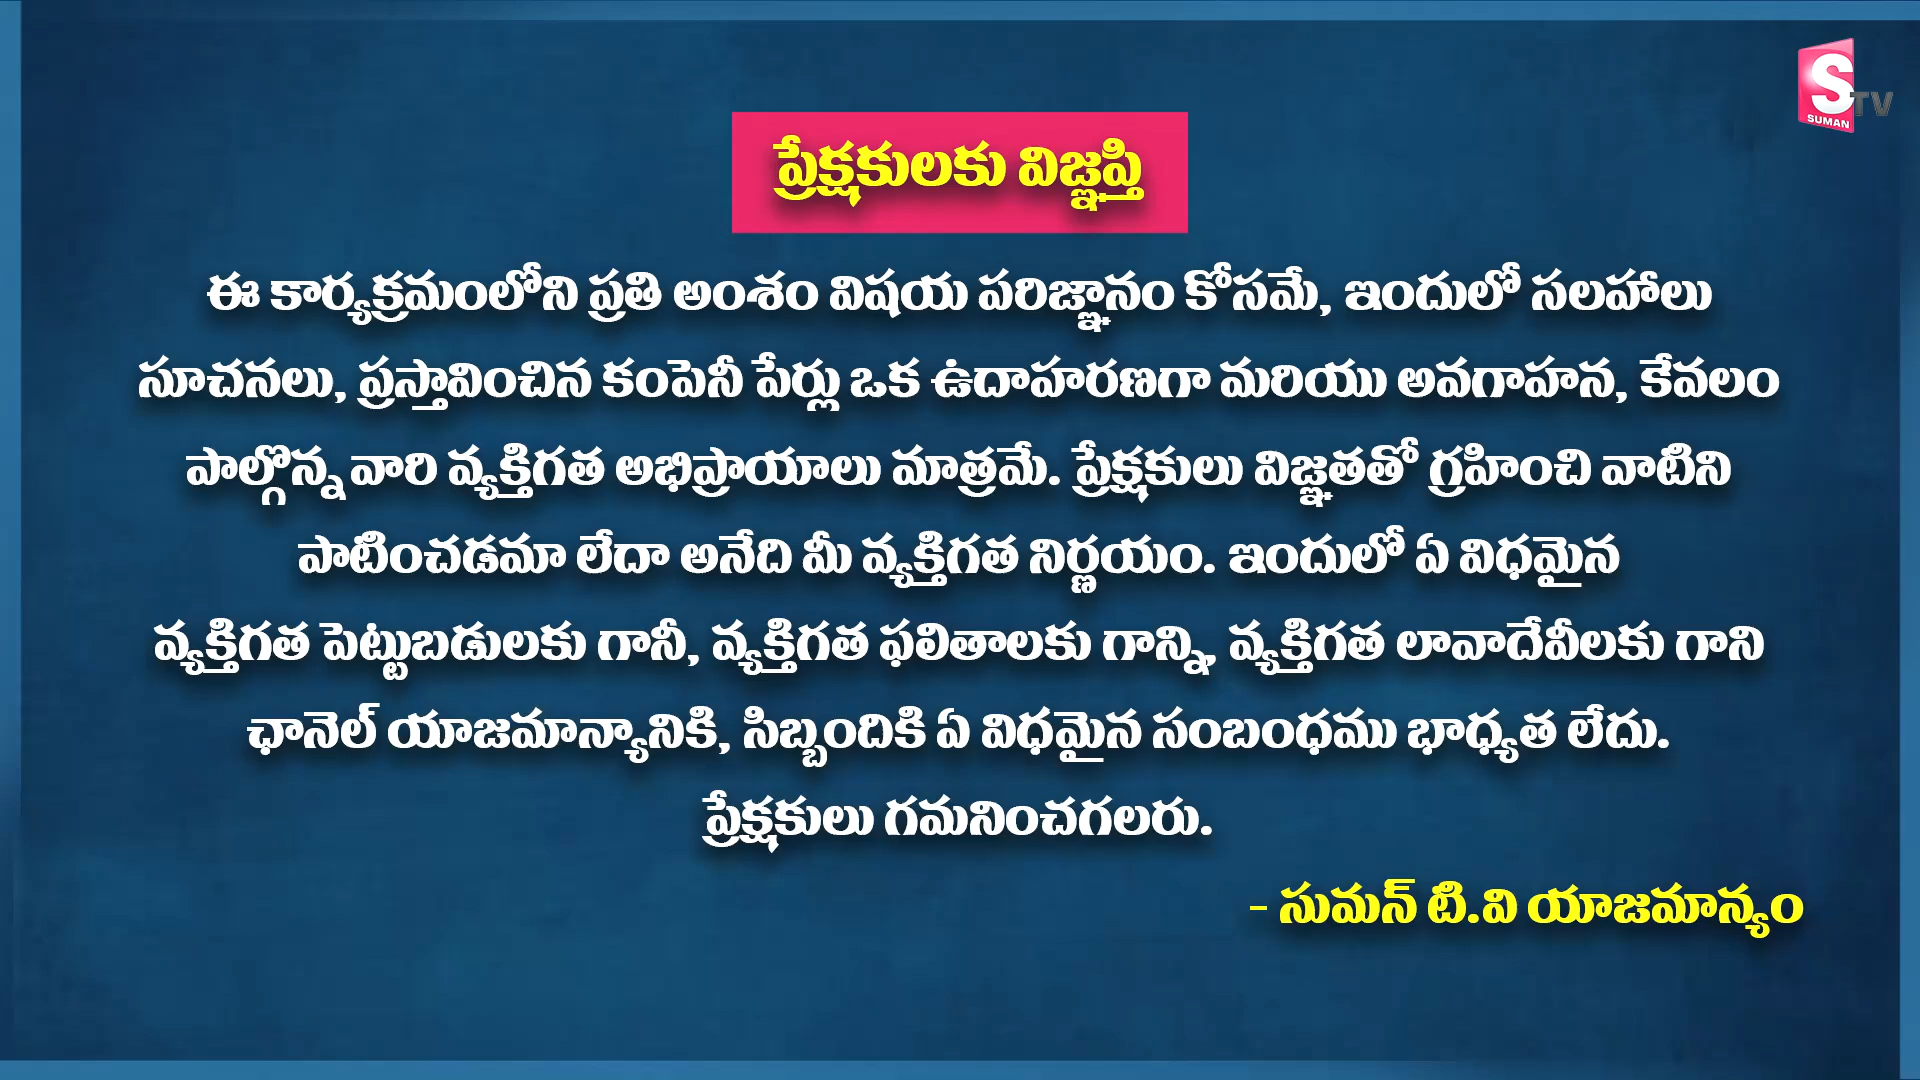 S
SUMAN
TV
ప్రేక్షకులకు విజ్ఞప్తి
ఈ కార్యక్రమంలోని ప్రతి అంశం విషయ పరిజ్ఞానం కోసమే, ఇందులో సలహాలు
సూచనలు, ప్రస్తావించిన కంపెనీ పేర్లు ఒక ఉదాహరణగా మరియు అవగాహన, కేవలం
పాల్గొన్న వారి వ్యక్తిగత అభిప్రాయాలు మాత్రమే. ప్రేక్షకులు విజ్ఞతతో గ్రహించి వాటిని
పాటించడమా లేదా అనేది మీ వ్యక్తిగత నిర్ణయం. ఇందులో ఏ విధమైన
వ్యక్తిగత పెట్టుబడులకు గానీ, వ్యక్తిగత ఫలితాలకు గాన్ని, వ్యక్తిగత లావాదేవీలకు గాని
ఛానెల్ యాజమాన్యానికి, సిబ్బందికి ఏ విధమైన సంబంధము భాధ్యత లేదు.
ప్రేక్షకులు గమనించగలరు.
- సుమన్ టి.వి యాజమాన్యం